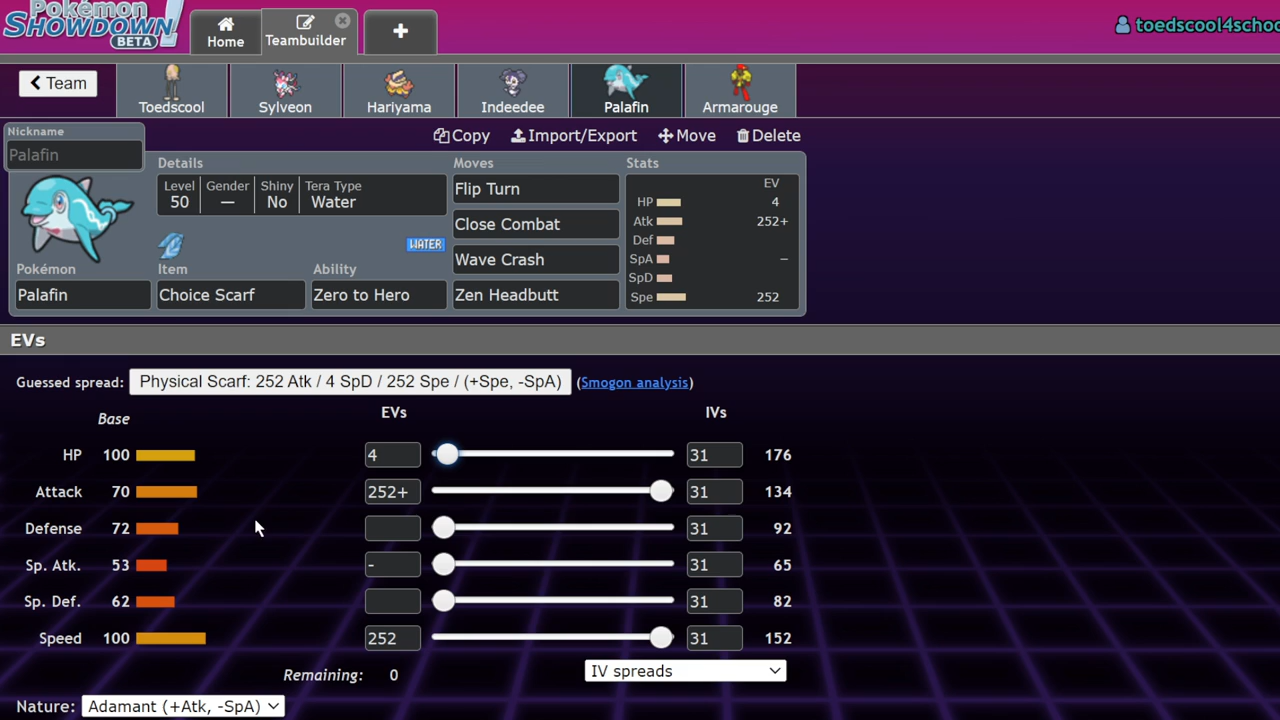 Pokémon
SHOWDOWN!
BETA
Home
Teambuilder
toedscool4schoo
Team
Toedscool
Sylveon
Hariyama
Indeedee
Palafin
Armarouge
Copy
Import/Export
Move
Delete
Nickname
Palafin
Details
Level
50
Gender
—
Shiny
No
Tera Type
Water
WATER
Pokémon
Palafin
Item
Choice Scarf
Ability
Zero to Hero
Moves
Flip Turn
Close Combat
Wave Crash
Zen Headbutt
Stats
EV
HP 4
Atk 252+
Def
SpA –
SpD
Spe 252
EVs
Guessed spread: Physical Scarf: 252 Atk / 4 SpD / 252 Spe / (+Spe, -SpA) (Smogon analysis)
Base EVs IVs
HP 100 4 31 176
Attack 70 252+ 31 134
Defense 72 31 92
Sp. Atk. 53 - 31 65
Sp. Def. 62 31 82
Speed 100 252 31 152
Remaining: 0 IV spreads
Nature: Adamant (+Atk, -SpA)